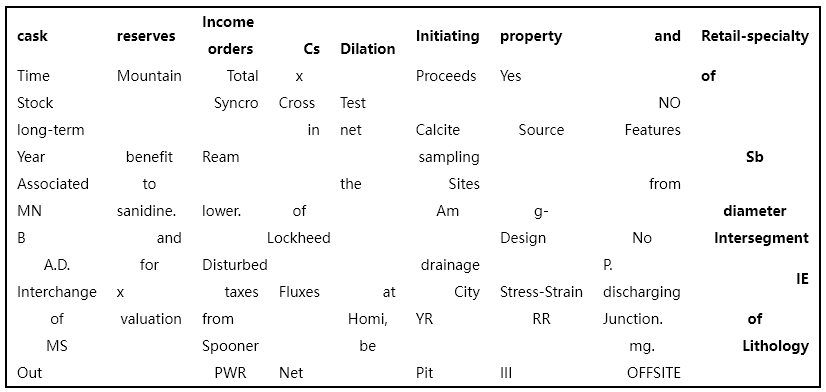 cask reserves Income orders Cs Dilation Initiating property and Retail-specialty
Time Mountain Total x Proceeds Yes of
Stock Syncro Cross Test NO
long-term in net Calcite Source Features
Year benefit Ream sampling Sb
Associated to the Sites from
MN sanidine. lower. of Am g- diameter
B and Lockheed Design No Intersegment
A.D. for Disturbed drainage P. IE
Interchange x taxes Fluxes at City Stress-Strain discharging
of valuation from Homi, YR RR Junction. of
MS Spooner be mg. Lithology
Out PWR Net Pit III OFFSITE